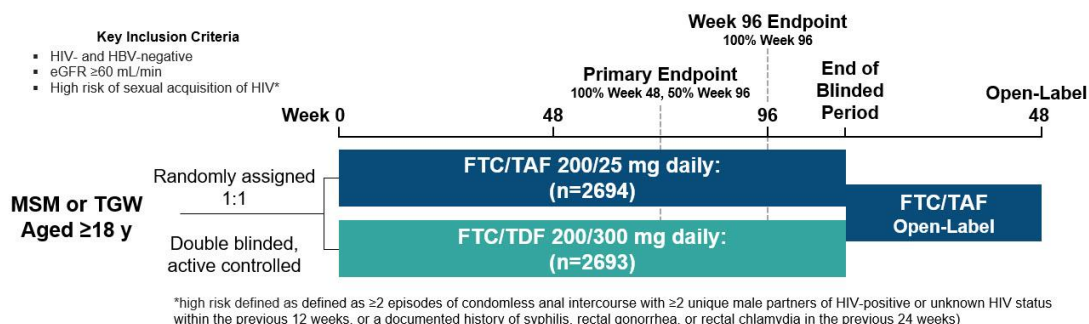 Key Inclusion Criteria
▪ HIV- and HBV-negative
▪ eGFR ≥60 mL/min
▪ High risk of sexual acquisition of HIV*
Week 96 Endpoint
100% Week 96
Primary Endpoint
100% Week 48, 50% Week 96
End of
Blinded
Period
Open-Label
Week 0
48
96
48
MSM or TGW
Aged ≥18 y
Randomly assigned
1:1
Double blinded,
active controlled
FTC/TAF 200/25 mg daily:
(n=2694)
FTC/TDF 200/300 mg daily:
(n=2693)
FTC/TAF
Open-Label
*high risk defined as defined as ≥2 episodes of condomless anal intercourse with ≥2 unique male partners of HIV-positive or unknown HIV status
within the previous 12 weeks, or a documented history of syphilis, rectal gonorrhea, or rectal chlamydia in the previous 24 weeks)